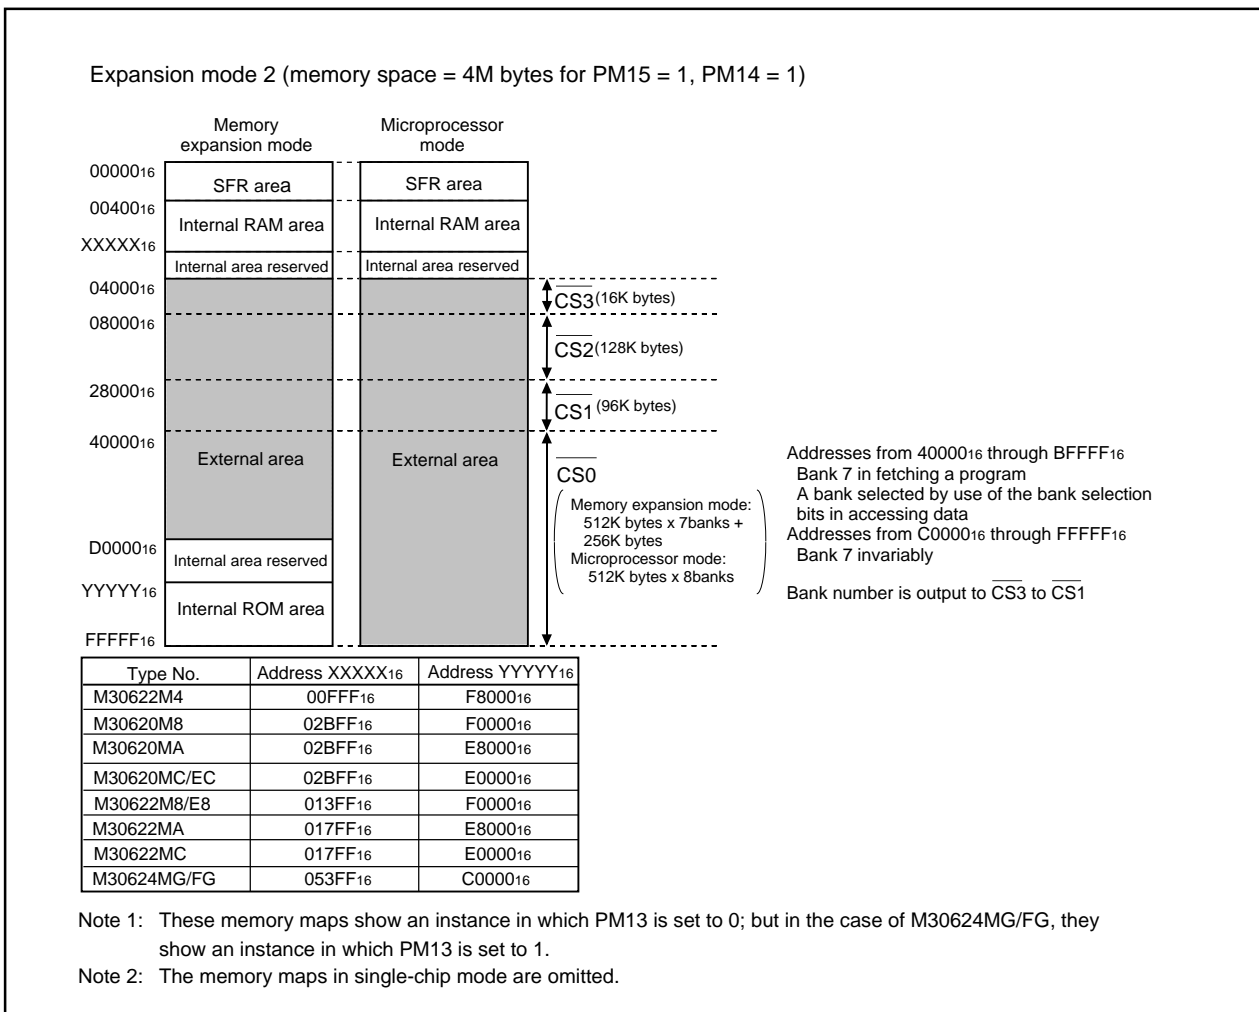 Expansion mode 2 (memory space = 4M bytes for PM15 = 1, PM14 = 1)
Memory
expansion mode
Microprocessor
mode
0000016
SFR area
SFR area
0040016
Internal RAM area
Internal RAM area
XXXXX16
Internal area reserved
Internal area reserved
0400016
CS3 (16K bytes)
0800016
CS2 (128K bytes)
2800016
CS1 (96K bytes)
4000016
External area
External area
CS0
Memory expansion mode:
512K bytes x 7banks +
256K bytes
Microprocessor mode:
512K bytes x 8banks
Addresses from 4000016 through BFFFF16
Bank 7 in fetching a program
A bank selected by use of the bank selection
bits in accessing data
Addresses from C000016 through FFFFF16
Bank 7 invariably
Bank number is output to CS3 to CS1
D000016
Internal area reserved
YYYYY16
Internal ROM area
FFFFF16
Type No. Address XXXXX16 Address YYYYY16
M30622M4 00FFF16 F800016
M30620M8 02BFF16 F000016
M30620MA 02BFF16 E800016
M30620MC/EC 02BFF16 E000016
M30622M8/E8 013FF16 F000016
M30622MA 017FF16 E800016
M30622MC 017FF16 E000016
M30624MG/FG 053FF16 C000016
Note 1: These memory maps show an instance in which PM13 is set to 0; but in the case of M30624MG/FG, they
show an instance in which PM13 is set to 1.
Note 2: The memory maps in single-chip mode are omitted.